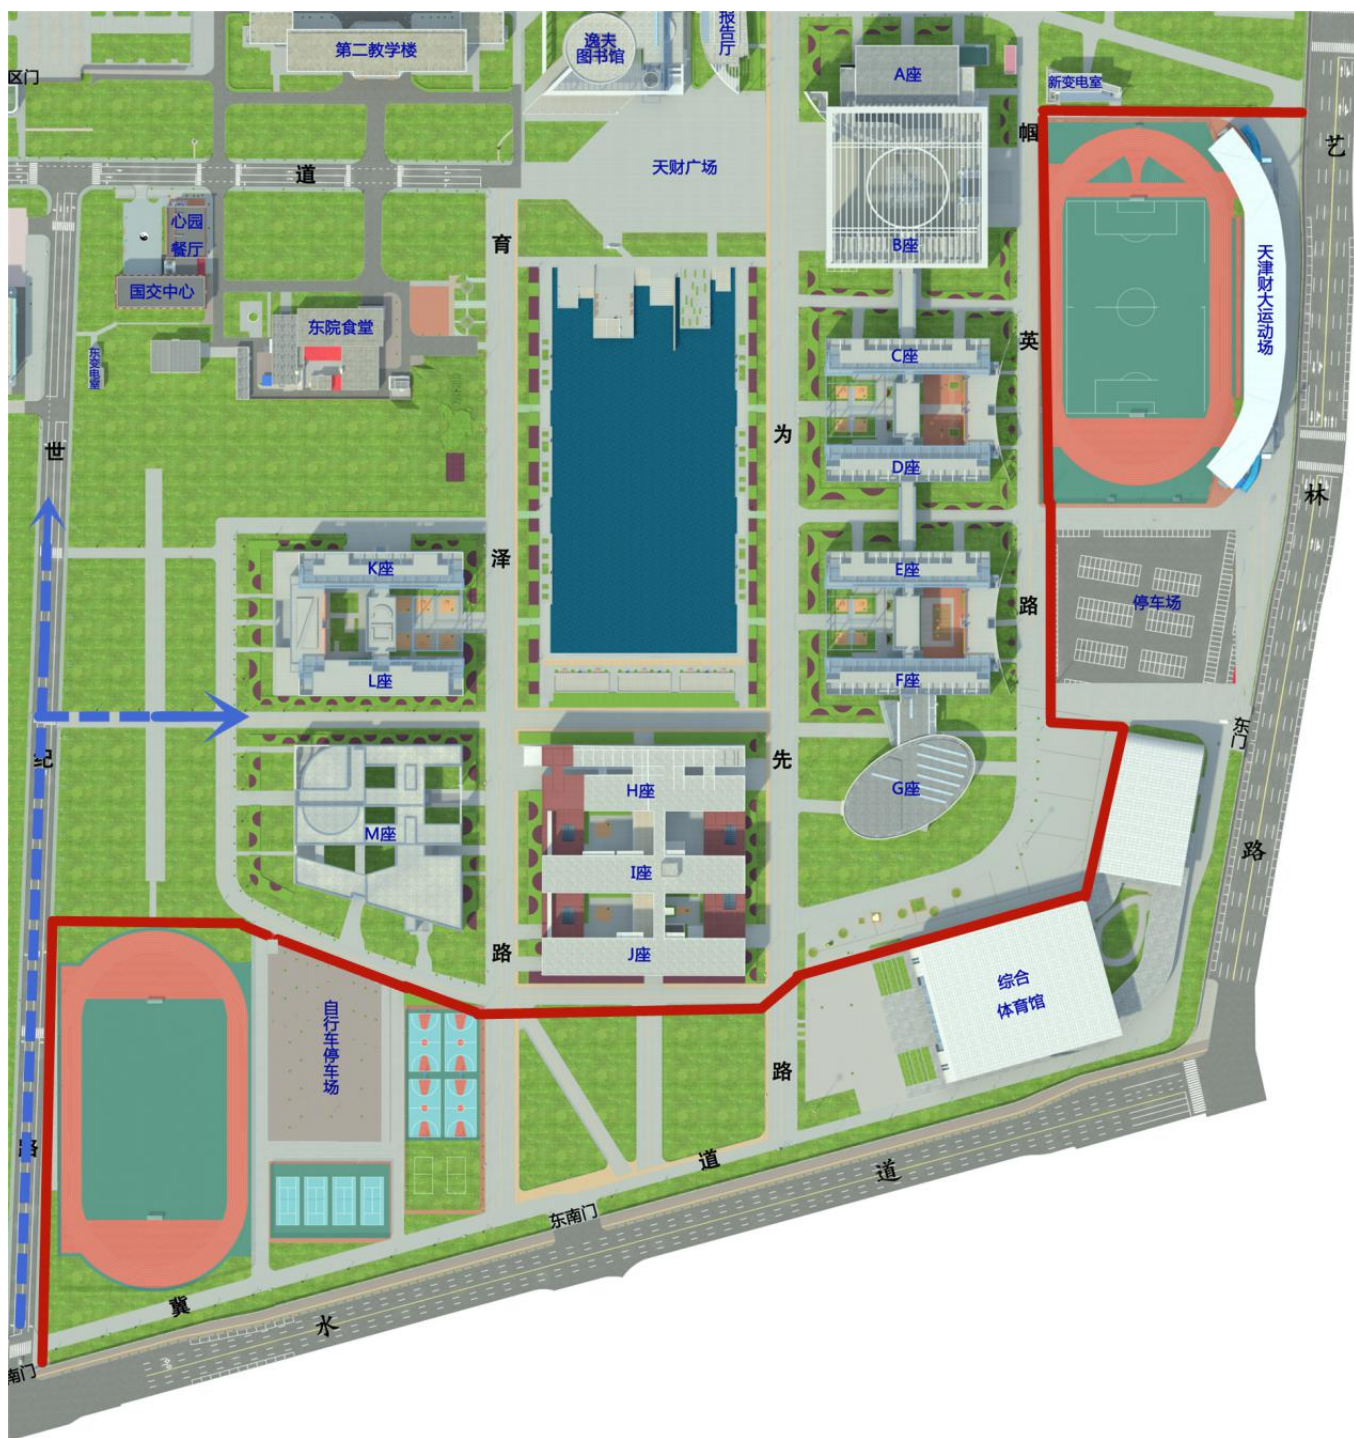 第二教学楼
逸夫
图书馆
报告厅
A座
新变电室
区门
帼
艺
道
天财广场
心园
餐厅
育
B座
天津财大运动场
国交中心
东院食堂
东变电室
英
C座
世
为
D座
林
K座
泽
E座
路
停车场
L座
F座
东门
纪
先
H座
G座
M座
路
I座
路
J座
综合
体育馆
自行车停车场
路
路
道
道
东南门
冀
水
南门